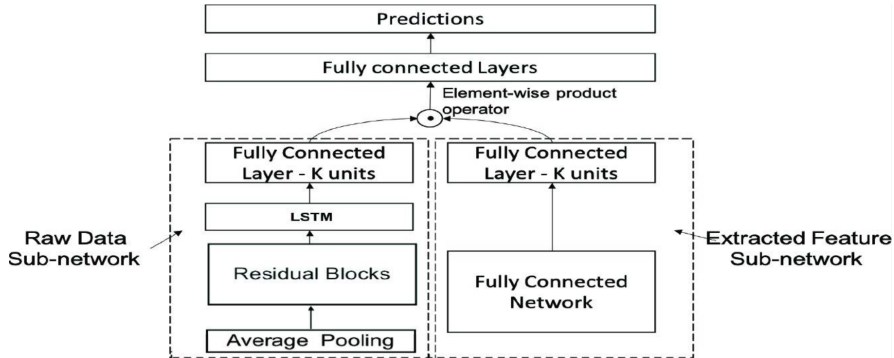 Predictions
Fully connected Layers
Element-wise product
operator
Fully Connected
Layer - K units
Fully Connected
Layer - K units
LSTM
Raw Data
Sub-network
Extracted Feature
Sub-network
Residual Blocks
Fully Connected
Network
Average Pooling